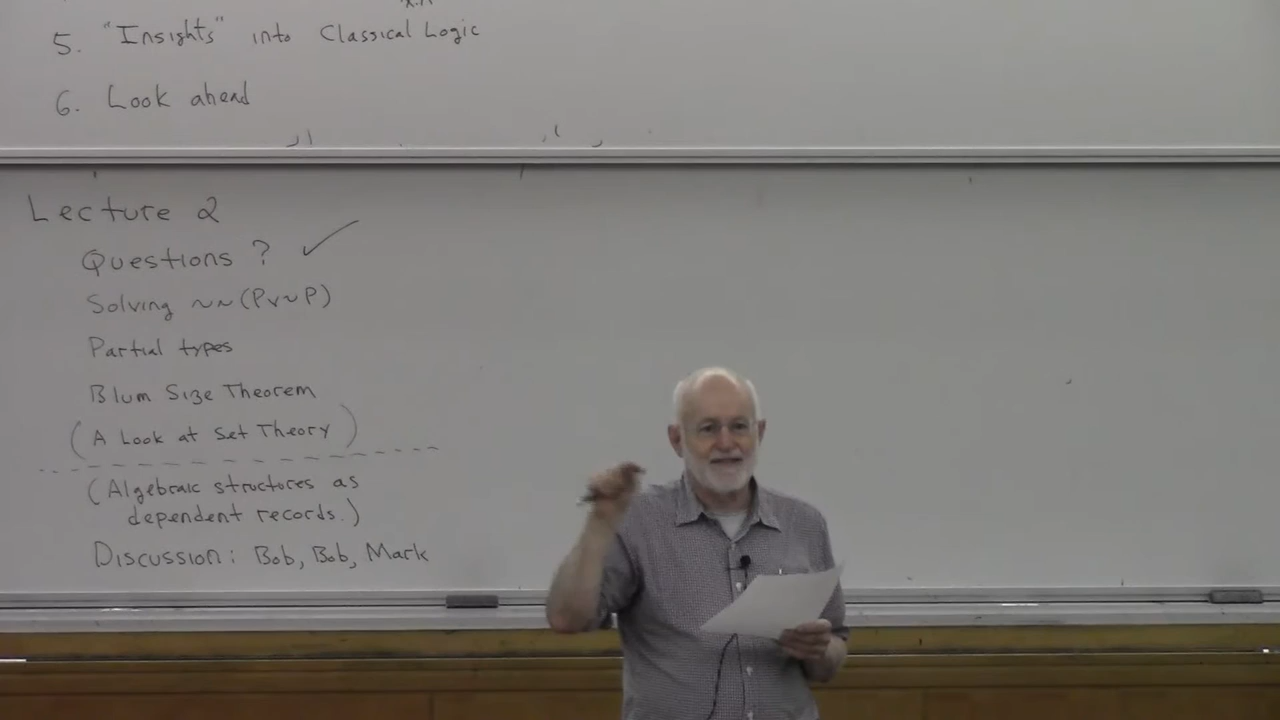 5. "Insights" into Classical Logic
6. Look ahead
Lecture 2
Questions? ✓
Solving ~~(P∨~P)
Partial types
Blum Size Theorem
(A Look at Set Theory)
(Algebraic structures as
dependent records.)
Discussion: Bob, Bob, Mark